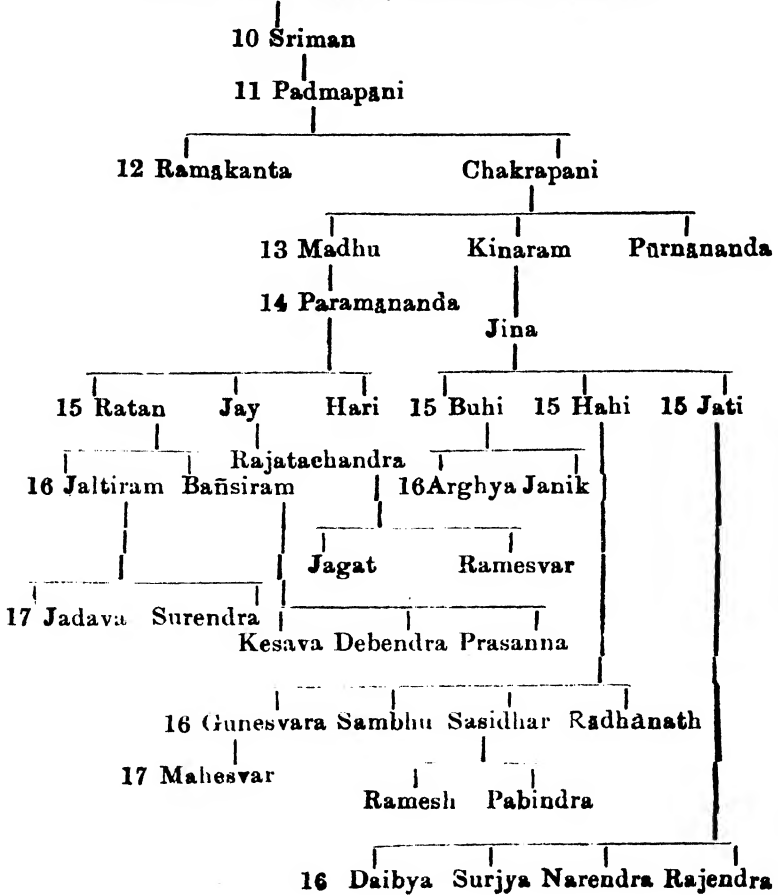 10 Sriman
11 Padmapani
12 Ramakanta Chakrapani
13 Madhu Kinaram Purnananda
14 Paramananda
Jina
15 Ratan Jay Hari 15 Buhi 15 Hahi 15 Jati
Rajatachandra
16 Jaltiram Bañsiram 16Arghya Janik
Jagat Ramesvar
17 Jadava Surendra
Kesava Debendra Prasanna
16 Gunesvara Sambhu Sasidhar Radhanath
17 Mahesvar
Ramesh Pabindra
16 Daibya Surjya Narendra Rajendra